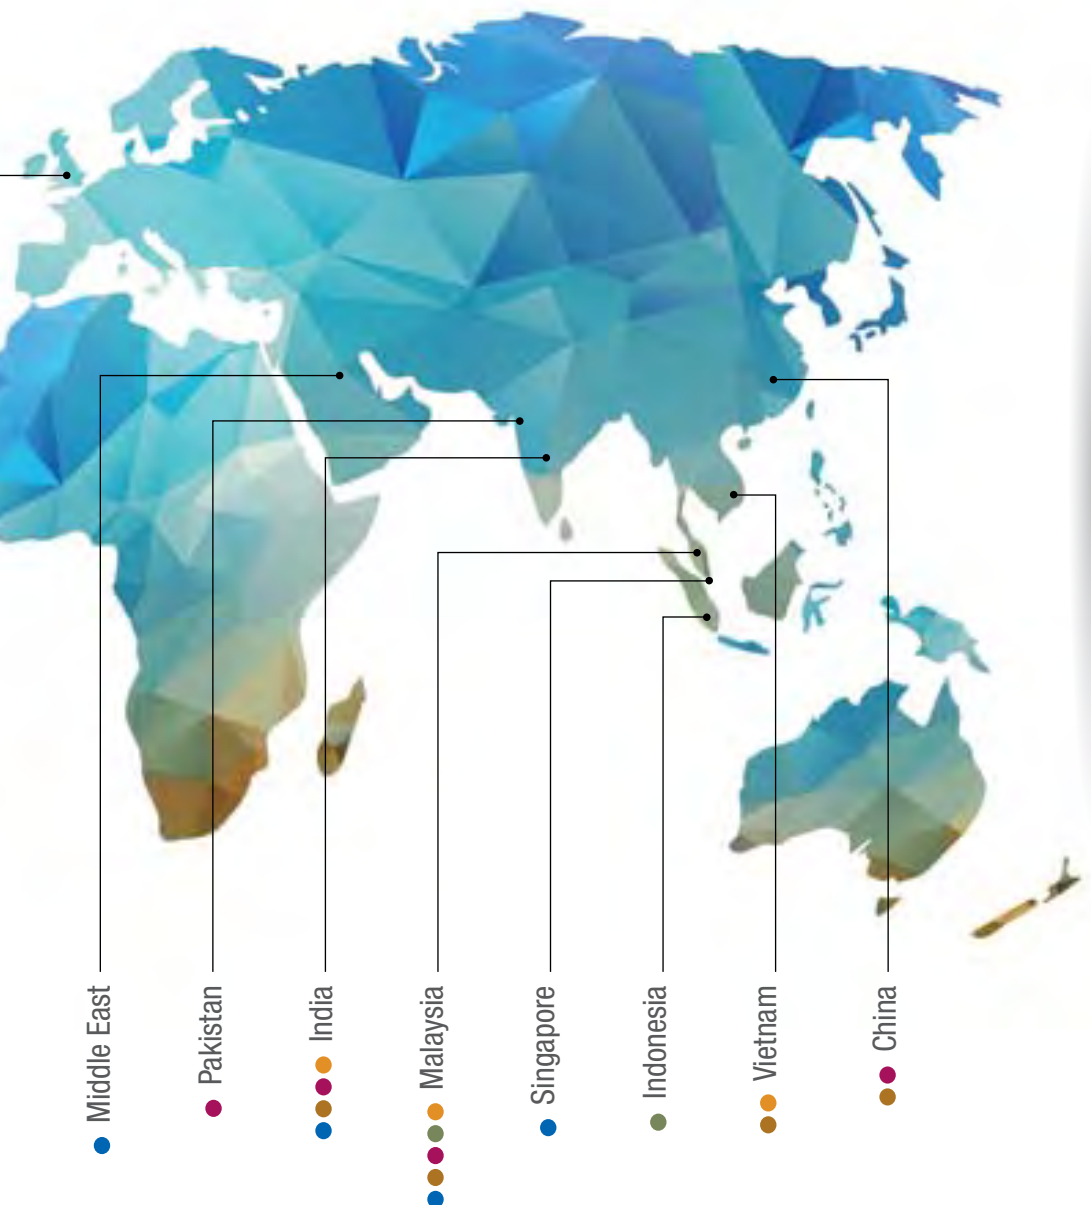 Middle East
Pakistan
India
Malaysia
Singapore
Indonesia
Vietnam
China